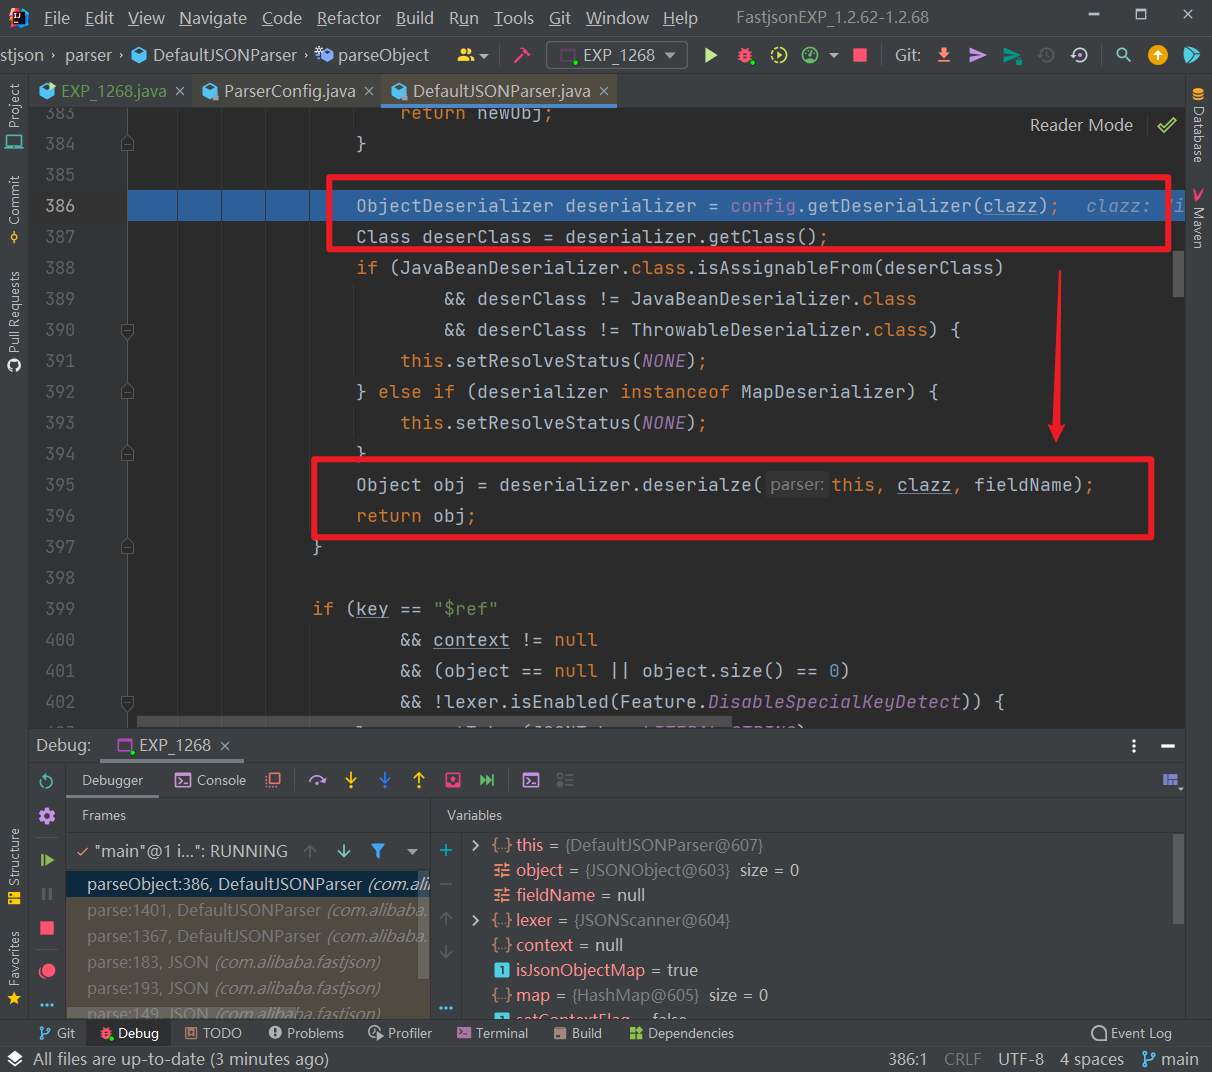 File Edit View Navigate Code Refactor Build Run Tools Git Window Help FastjsonEXP_1.2.62-1.2.68
stjson › parser › DefaultJSONParser › parseObject EXP_1268 Git:
EXP_1268.java × ParserConfig.java × DefaultJSONParser.java ×
Reader Mode
383 return newObj;
384 }
385
386 ObjectDeserializer deserializer = config.getDeserializer(clazz); clazz:
387 Class deserClass = deserializer.getClass();
388 if (JavaBeanDeserializer.class.isAssignableFrom(deserClass)
389 && deserClass != JavaBeanDeserializer.class
390 && deserClass != ThrowableDeserializer.class) {
391 this.setResolveStatus(NONE);
392 } else if (deserializer instanceof MapDeserializer) {
393 this.setResolveStatus(NONE);
394 }
395 Object obj = deserializer.deserialze( parser: this, clazz, fieldName);
396 return obj;
397 }
398
399 if (key == "$ref"
400 && context != null
401 && (object == null || object.size() == 0)
402 && !lexer.isEnabled(Feature.DisableSpecialKeyDetect)) {
Project
Commit
Pull Requests
Structure
Favorites
Database
Maven
Debug: EXP_1268 ×
Debugger Console
Frames
"main"@1 i...": RUNNING
parseObject:386, DefaultJSONParser (com.ali
parse:1401, DefaultJSONParser (com.alibaba.
parse:1367, DefaultJSONParser (com.alibaba.
parse:183, JSON (com.alibaba.fastjson)
parse:193, JSON (com.alibaba.fastjson)
parse:149, JSON (com.alibaba.fastjson)
Variables
this = {DefaultJSONParser@607}
object = {JSONObject@603} size = 0
fieldName = null
lexer = {JSONScanner@604}
context = null
isJsonObjectMap = true
map = {HashMap@605} size = 0
setContextFlag = false
Git Debug TODO Problems Profiler Terminal Build Dependencies Event Log
All files are up-to-date (3 minutes ago) 386:1 CRLF UTF-8 4 spaces main